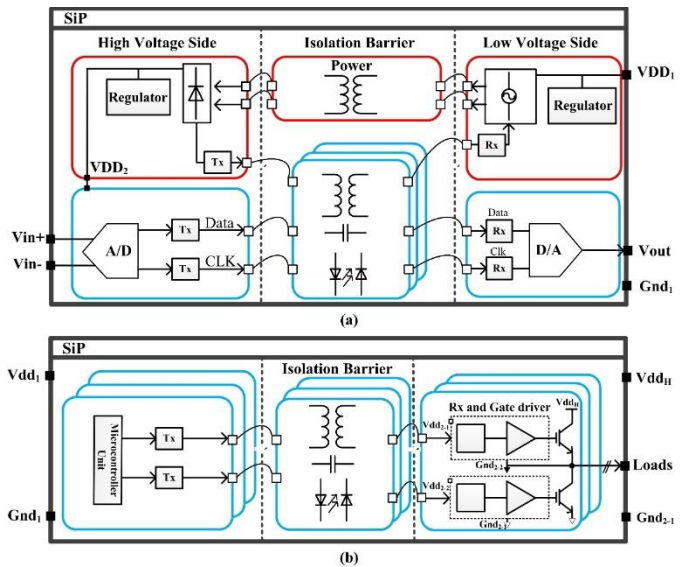 SiP
High Voltage Side
Isolation Barrier
Low Voltage Side
Power
VDD1
Regulator
Regulator
Tx
Rx
VDD2
Data
Data
Vin+
A/D
Tx
Rx
D/A
Vout
Vin-
Tx
CLK
Clk
Rx
Gnd1
(a)
SiP
Vdd1
Isolation Barrier
VddH
Rx and Gate driver
VddH
Vdd2-1
Microcontroller
Unit
Tx
Tx
Gnd2-1
Loads
Vdd2-2
Gnd1
Gnd2-1
(b)